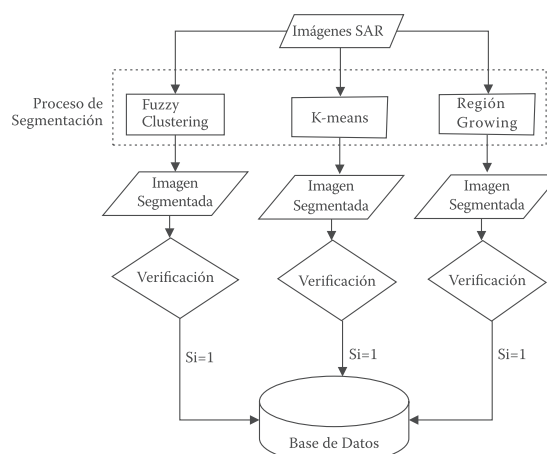 Imágenes SAR
Proceso de
Segmentación
Fuzzy
Clustering
K-means
Región
Growing
Imagen
Segmentada
Imagen
Segmentada
Imagen
Segmentada
Verificación
Verificación
Verificación
Si=1
Si=1
Si=1
Base de Datos